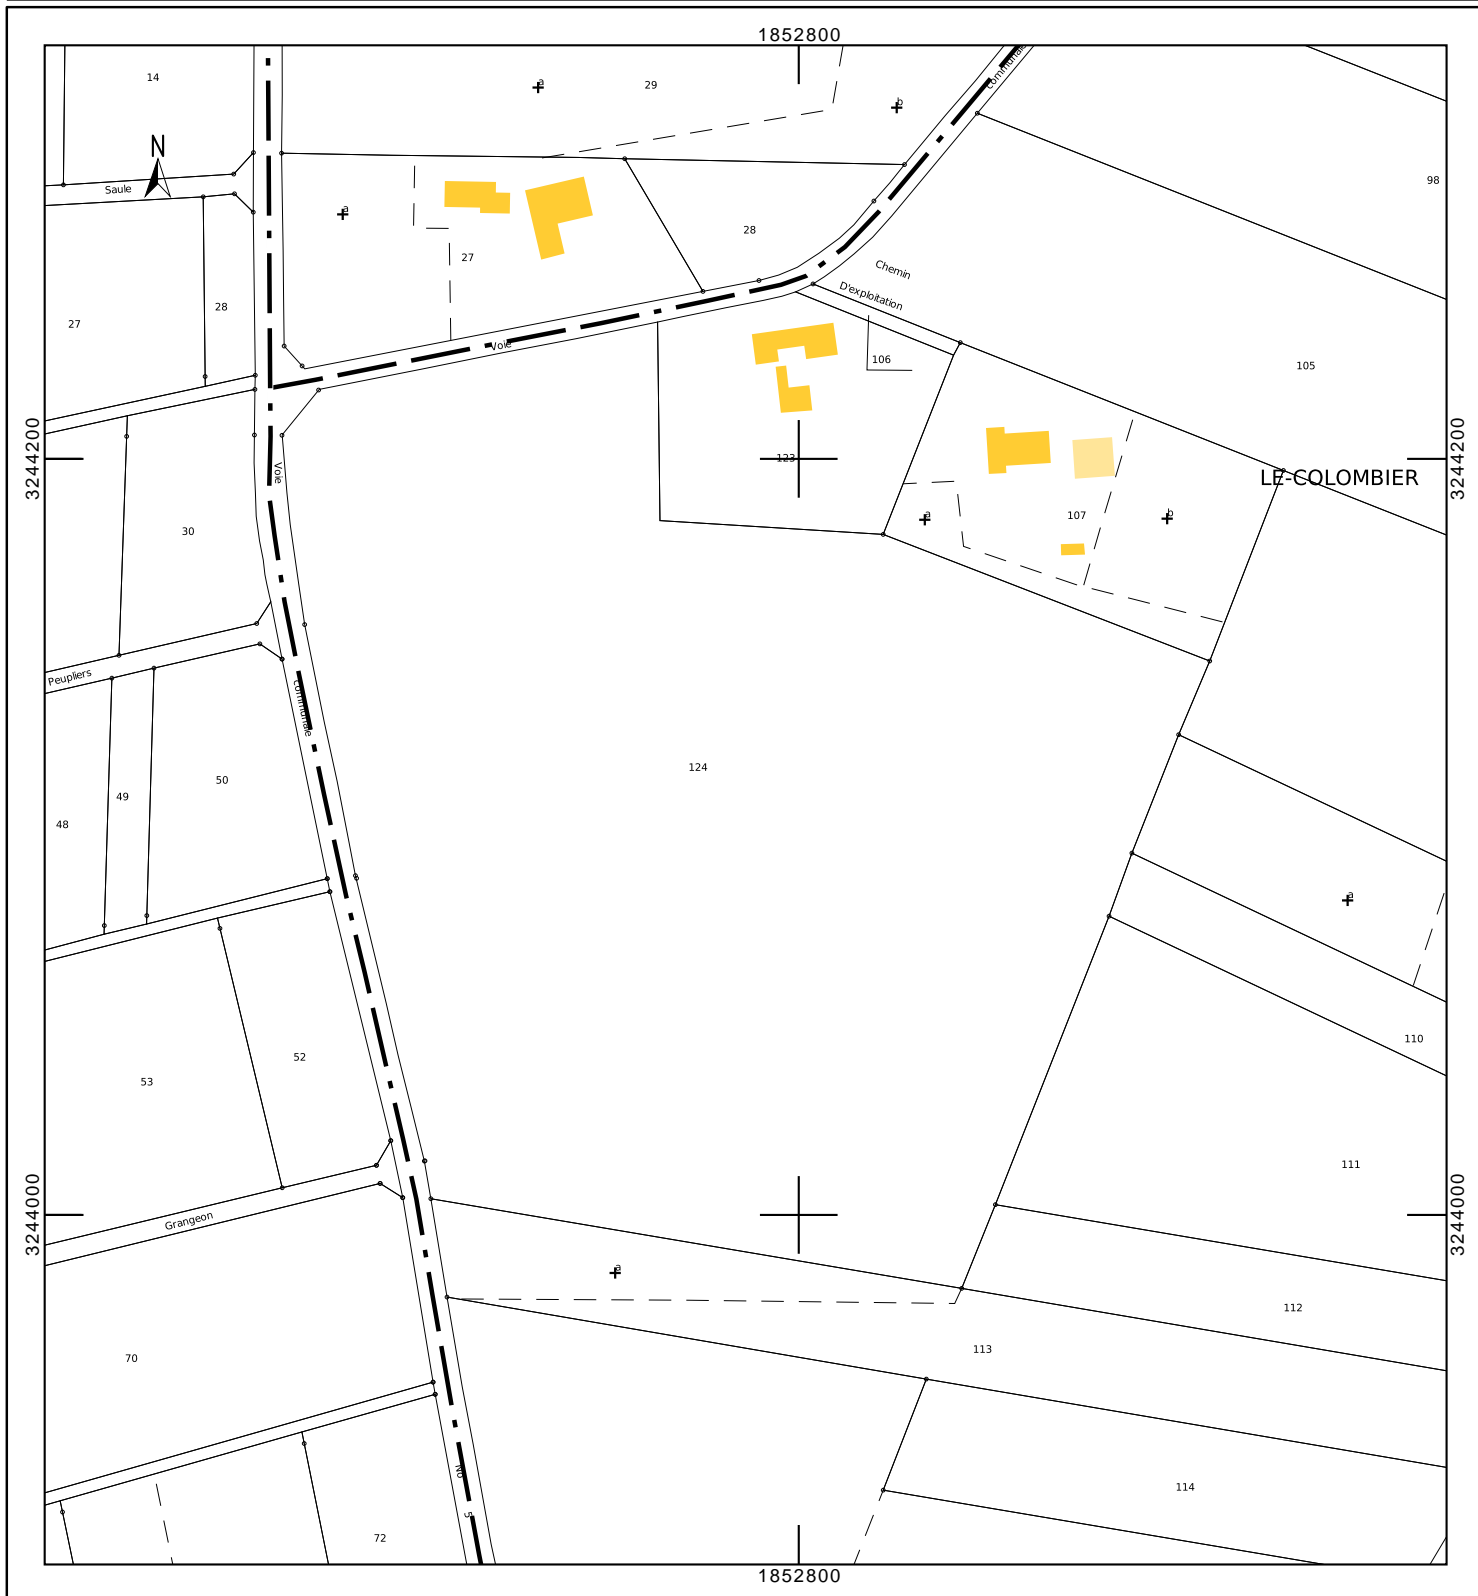 1852800
14
a
29
b
Communale
N
Saule
98
a
28
27
Chemin
D'exploitation
28
27
Voie
106
105
3244200
3244200
123
Voie
LE-COLOMBIER
107
a
b
30
Peupliers
Communale
124
50
49
48
a
110
53
52
111
3244000
3244000
Grangeon
a
112
113
70
No
114
5
72
1852800